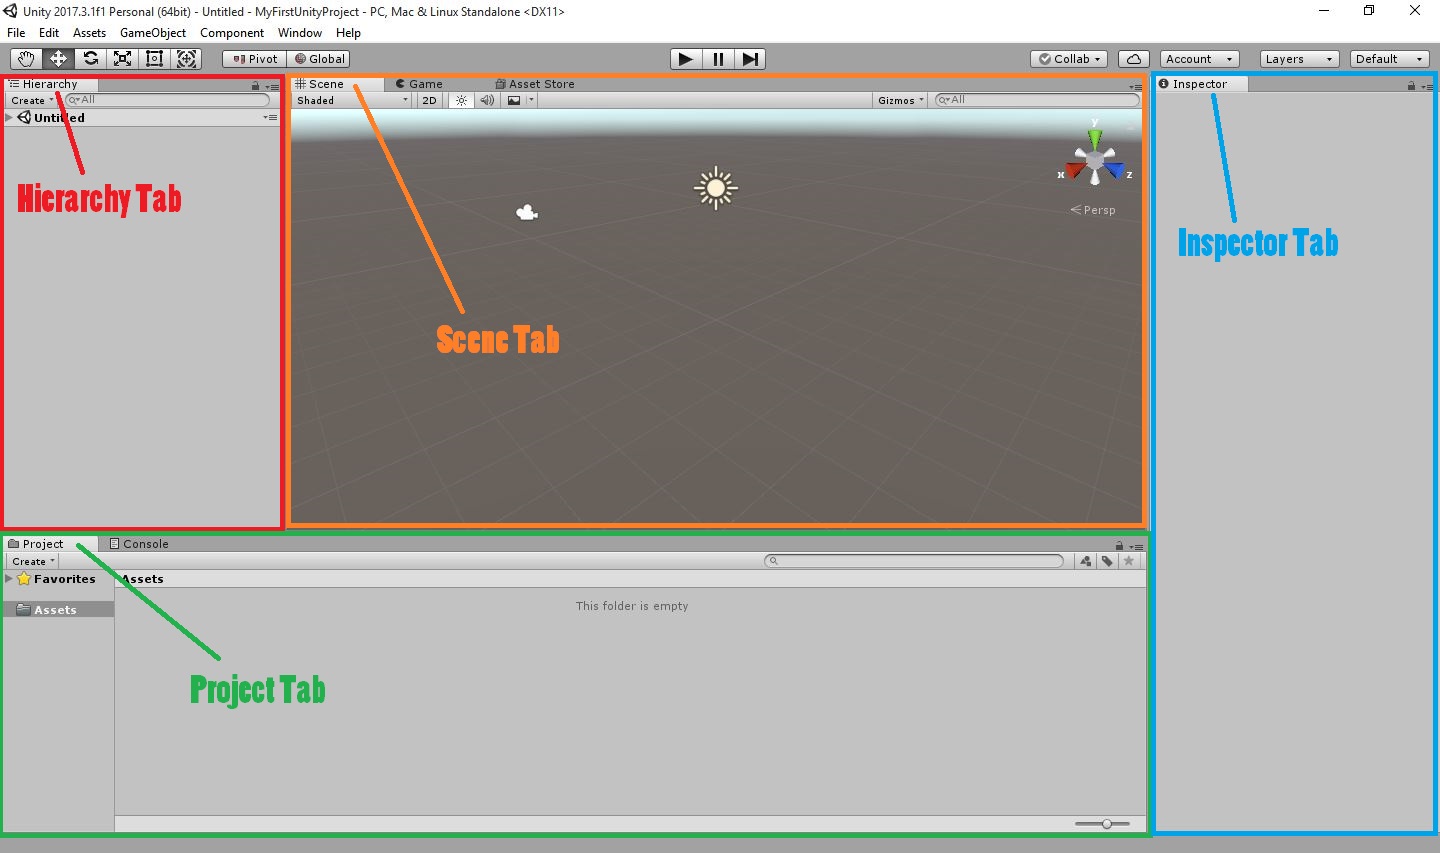 Unity 2017.3.1f1 Personal (64bit) - Untitled - MyFirstUnityProject - PC, Mac & Linux Standalone <DX11>
File Edit Assets GameObject Component Window Help
Pivot Global Collab Account Layers Default
Hierarchy
Create All
Untitled
Hierarchy Tab
Scene Game Asset Store
Shaded 2D Gizmos All
y
x z
Persp
Scene Tab
Inspector
Inspector Tab
Project Console
Create
Favorites
Assets
Assets
This folder is empty
Project Tab